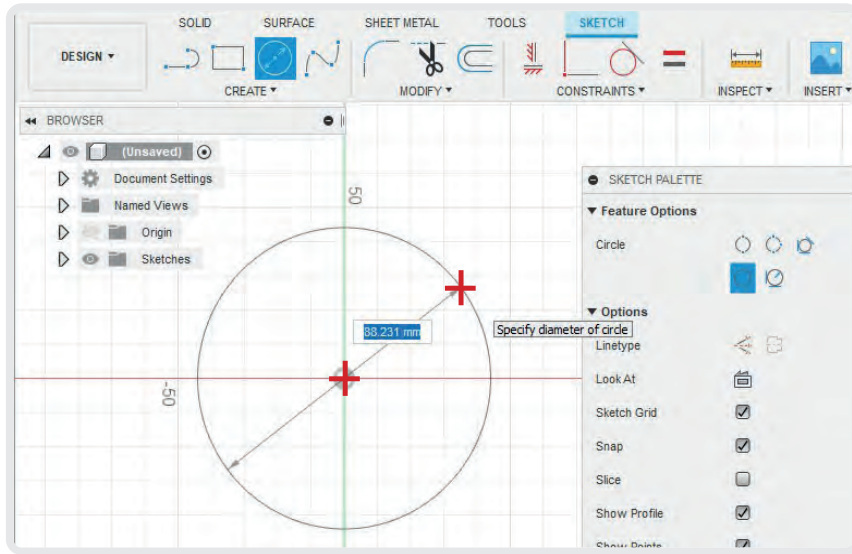 SOLID SURFACE SHEET METAL TOOLS SKETCH
DESIGN ▾
CREATE ▾ MODIFY ▾ CONSTRAINTS ▾ INSPECT ▾ INSERT ▾
BROWSER
(Unsaved)
Document Settings
Named Views
Origin
Sketches
50
-50
88.231 mm
Specify diameter of circle
SKETCH PALETTE
Feature Options
Circle
Options
Linetype
Look At
Sketch Grid
Snap
Slice
Show Profile
Show Points